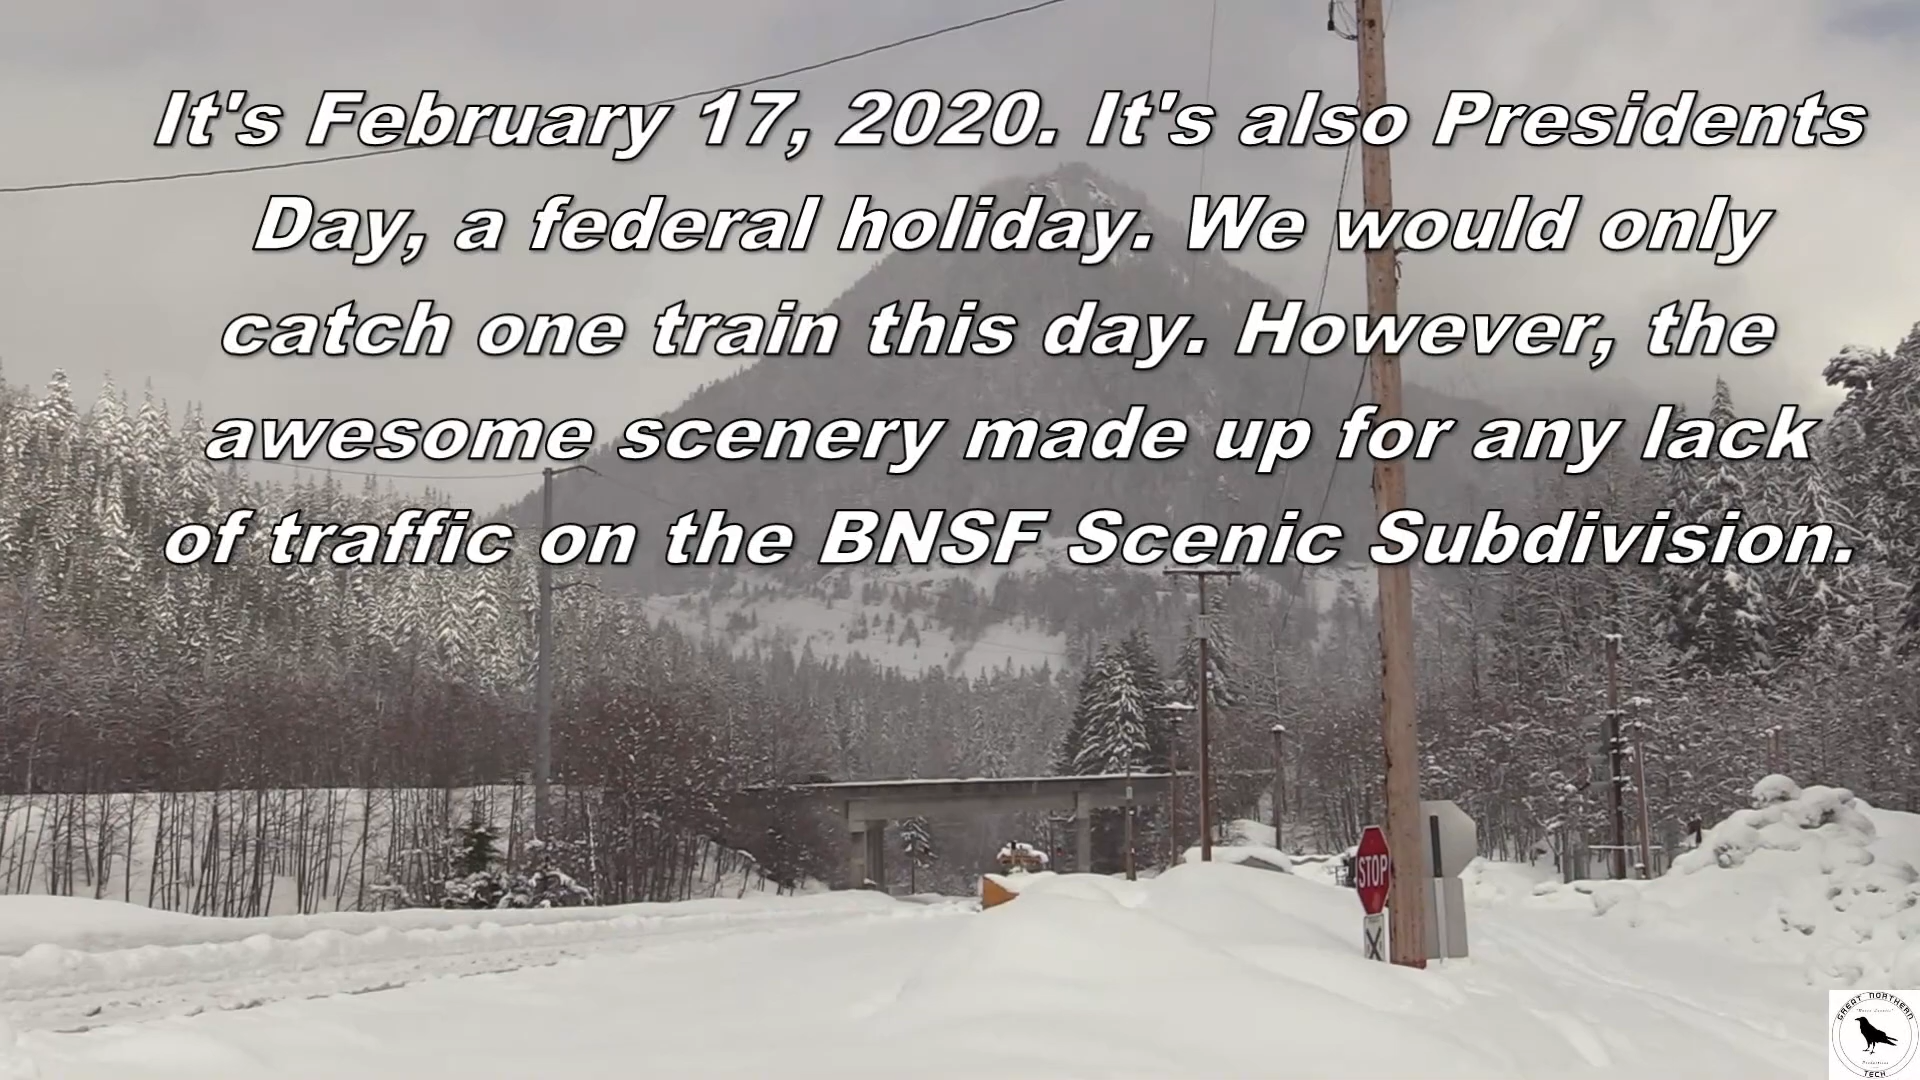 It's February 17, 2020. It's also Presidents
Day, a federal holiday. We would only
catch one train this day. However, the
awesome scenery made up for any lack
of traffic on the BNSF Scenic Subdivision.
STOP
GREAT NORTHERN
TECH